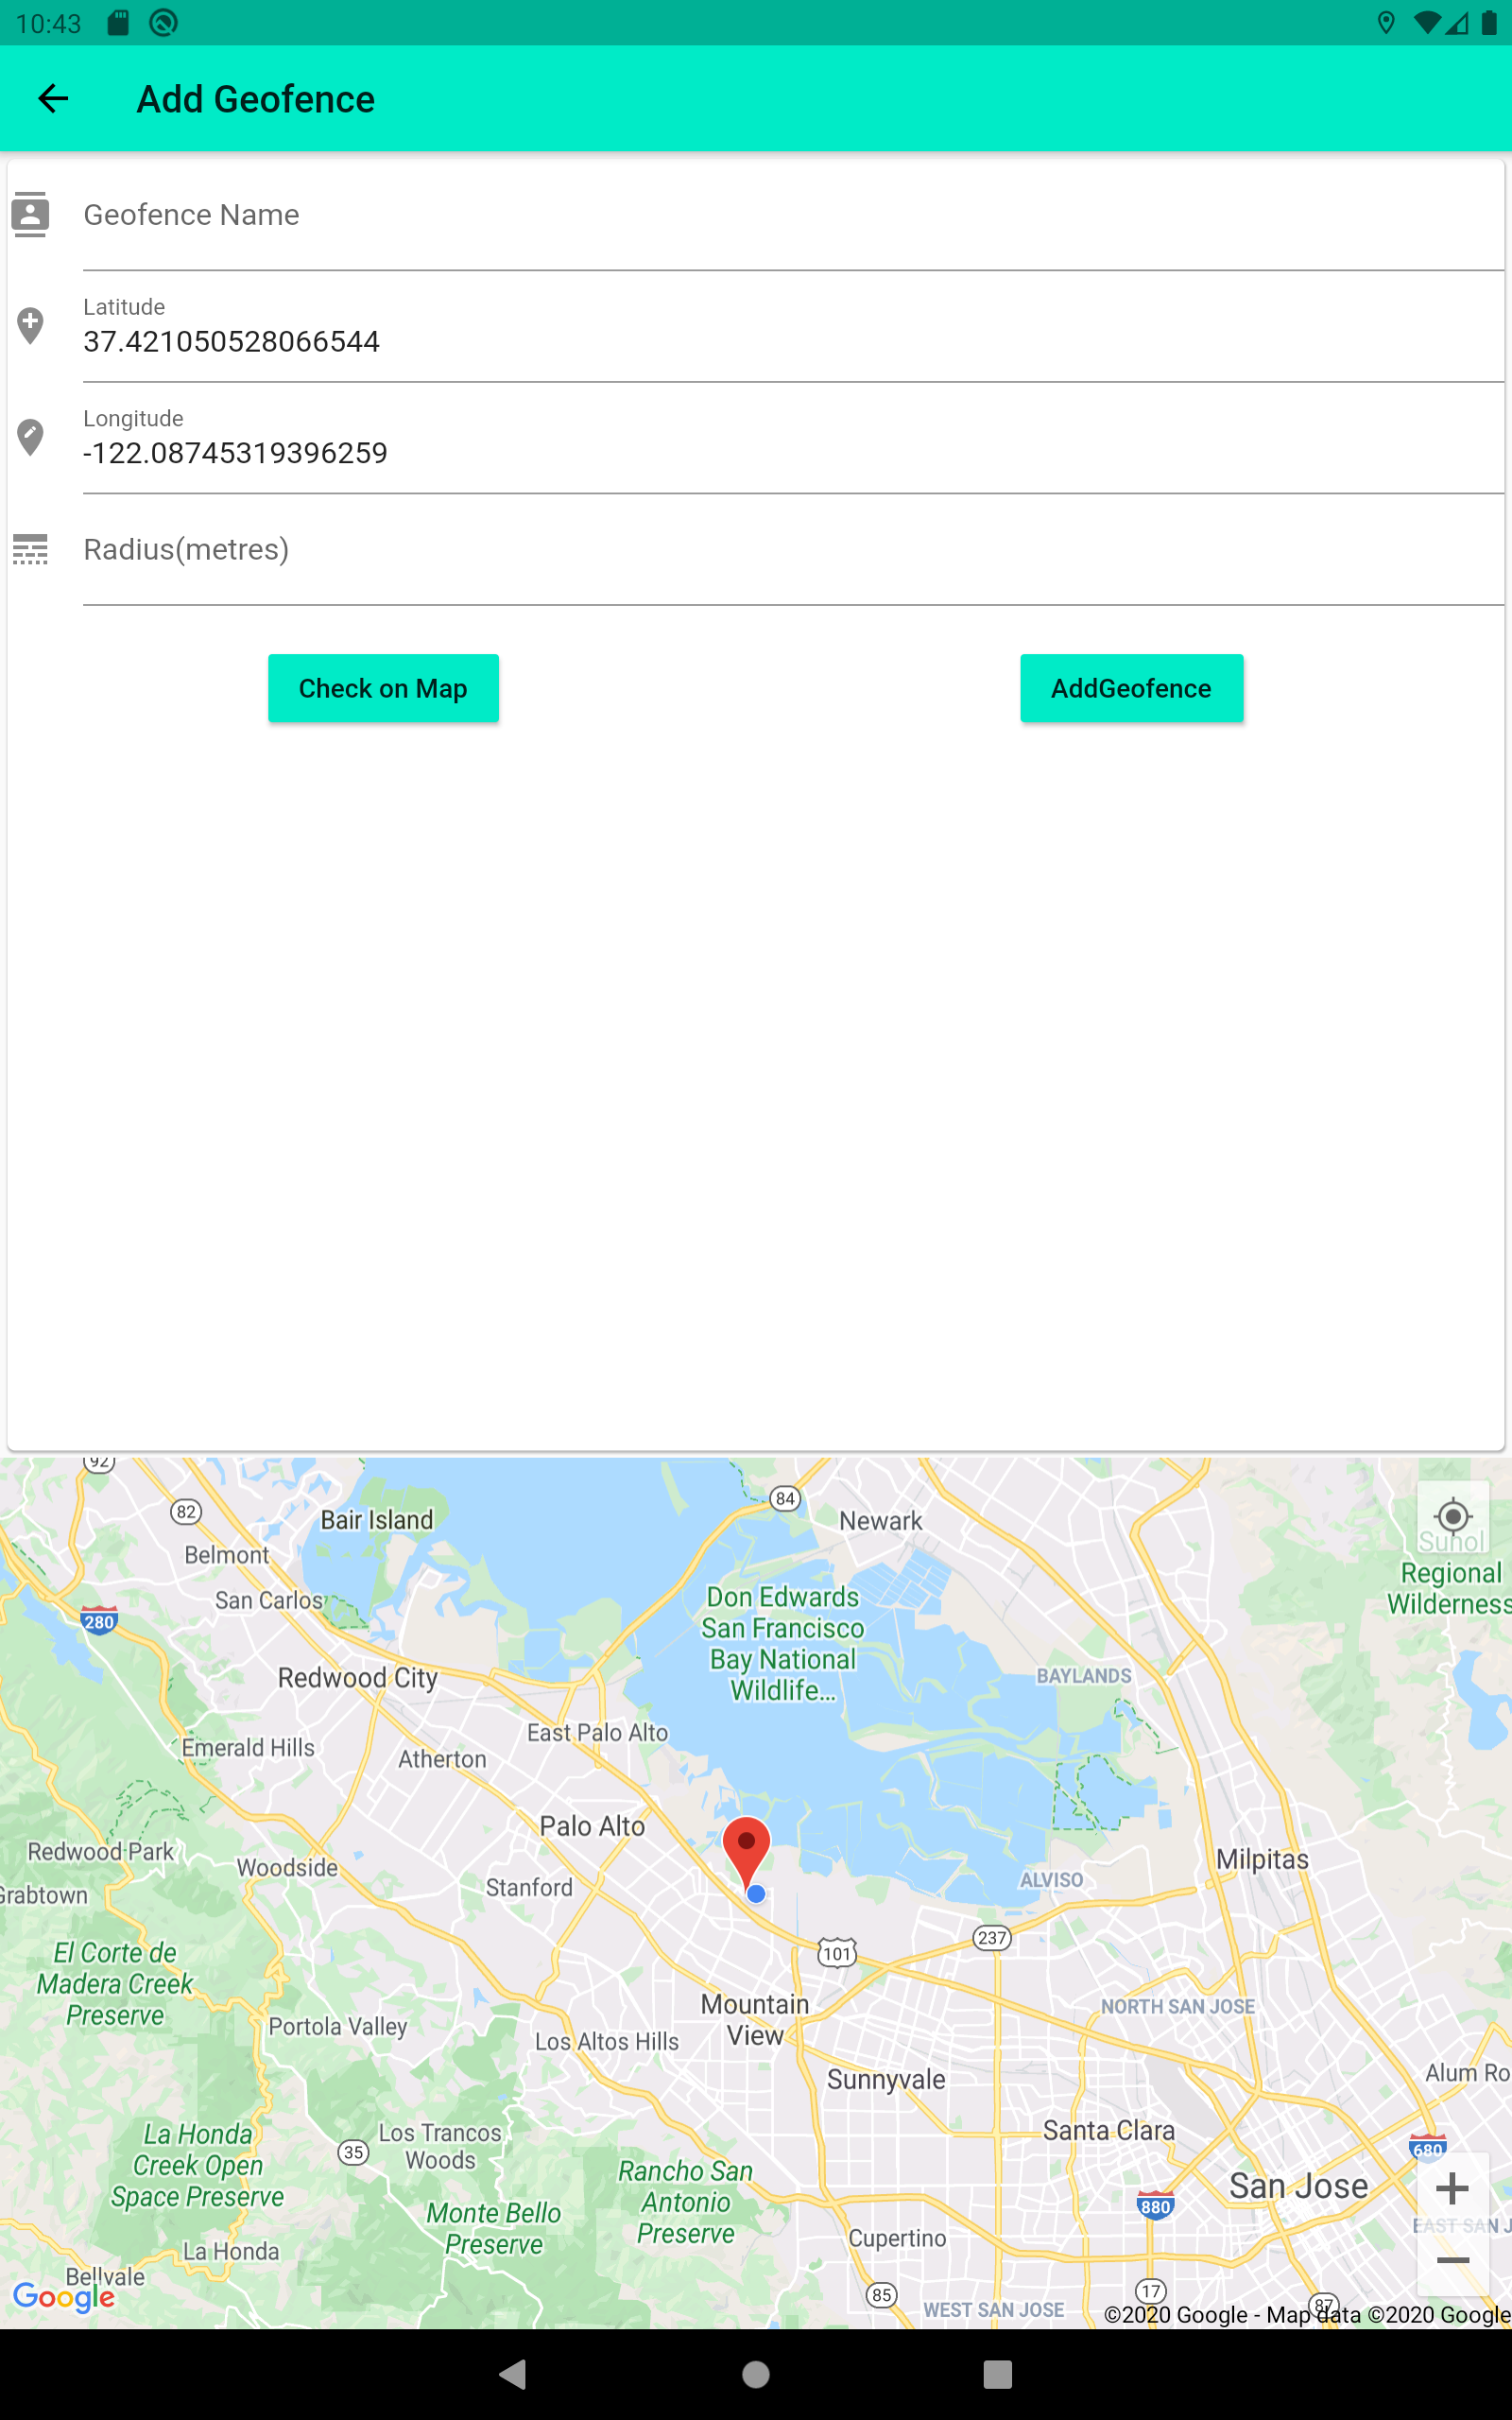 10:43
Add Geofence
Geofence Name
Latitude
37.421050528066544
Longitude
-122.08745319396259
Radius(metres)
Check on Map
AddGeofence
92
84
82
Bair Island
Newark
Sunol
Regional
Wilderness
Belmont
San Carlos
280
Don Edwards
San Francisco
Bay National
Wildlife...
Redwood City
BAYLANDS
East Palo Alto
Emerald Hills
Atherton
Palo Alto
Redwood Park
Woodside
Milpitas
Stanford
ALVISO
Grabtown
237
101
El Corte de
Madera Creek
Preserve
Mountain
View
NORTH SAN JOSE
Portola Valley
Los Altos Hills
Sunnyvale
Alum Ro
Los Trancos
Woods
35
La Honda
Creek Open
Space Preserve
Santa Clara
680
Rancho San
Antonio
Preserve
San Jose
880
Monte Bello
Preserve
EAST SAN J
Cupertino
La Honda
Bellvale
Google
85
17
87
WEST SAN JOSE
©2020 Google - Map data ©2020 Google